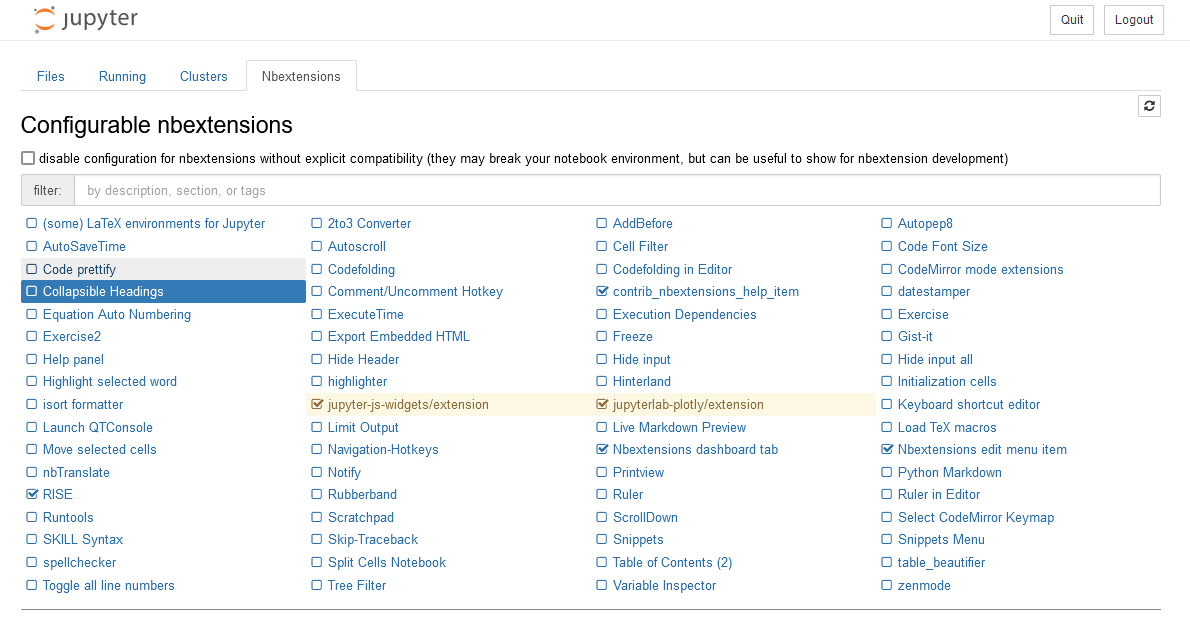 jupyter
Quit
Logout
Files
Running
Clusters
Nbextensions
Configurable nbextensions
disable configuration for nbextensions without explicit compatibility (they may break your notebook environment, but can be useful to show for nbextension development)
filter: by description, section, or tags
(some) LaTeX environments for Jupyter
2to3 Converter
AddBefore
Autopep8
AutoSaveTime
Autoscroll
Cell Filter
Code Font Size
Code prettify
Codefolding
Codefolding in Editor
CodeMirror mode extensions
Collapsible Headings
Comment/Uncomment Hotkey
contrib_nbextensions_help_item
datestamper
Equation Auto Numbering
ExecuteTime
Execution Dependencies
Exercise
Exercise2
Export Embedded HTML
Freeze
Gist-it
Help panel
Hide Header
Hide input
Hide input all
Highlight selected word
highlighter
Hinterland
Initialization cells
isort formatter
jupyter-js-widgets/extension
jupyterlab-plotly/extension
Keyboard shortcut editor
Launch QTConsole
Limit Output
Live Markdown Preview
Load TeX macros
Move selected cells
Navigation-Hotkeys
Nbextensions dashboard tab
Nbextensions edit menu item
nbTranslate
Notify
Printview
Python Markdown
RISE
Rubberband
Ruler
Ruler in Editor
Runtools
Scratchpad
ScrollDown
Select CodeMirror Keymap
SKILL Syntax
Skip-Traceback
Snippets
Snippets Menu
spellchecker
Split Cells Notebook
Table of Contents (2)
table_beautifier
Toggle all line numbers
Tree Filter
Variable Inspector
zenmode